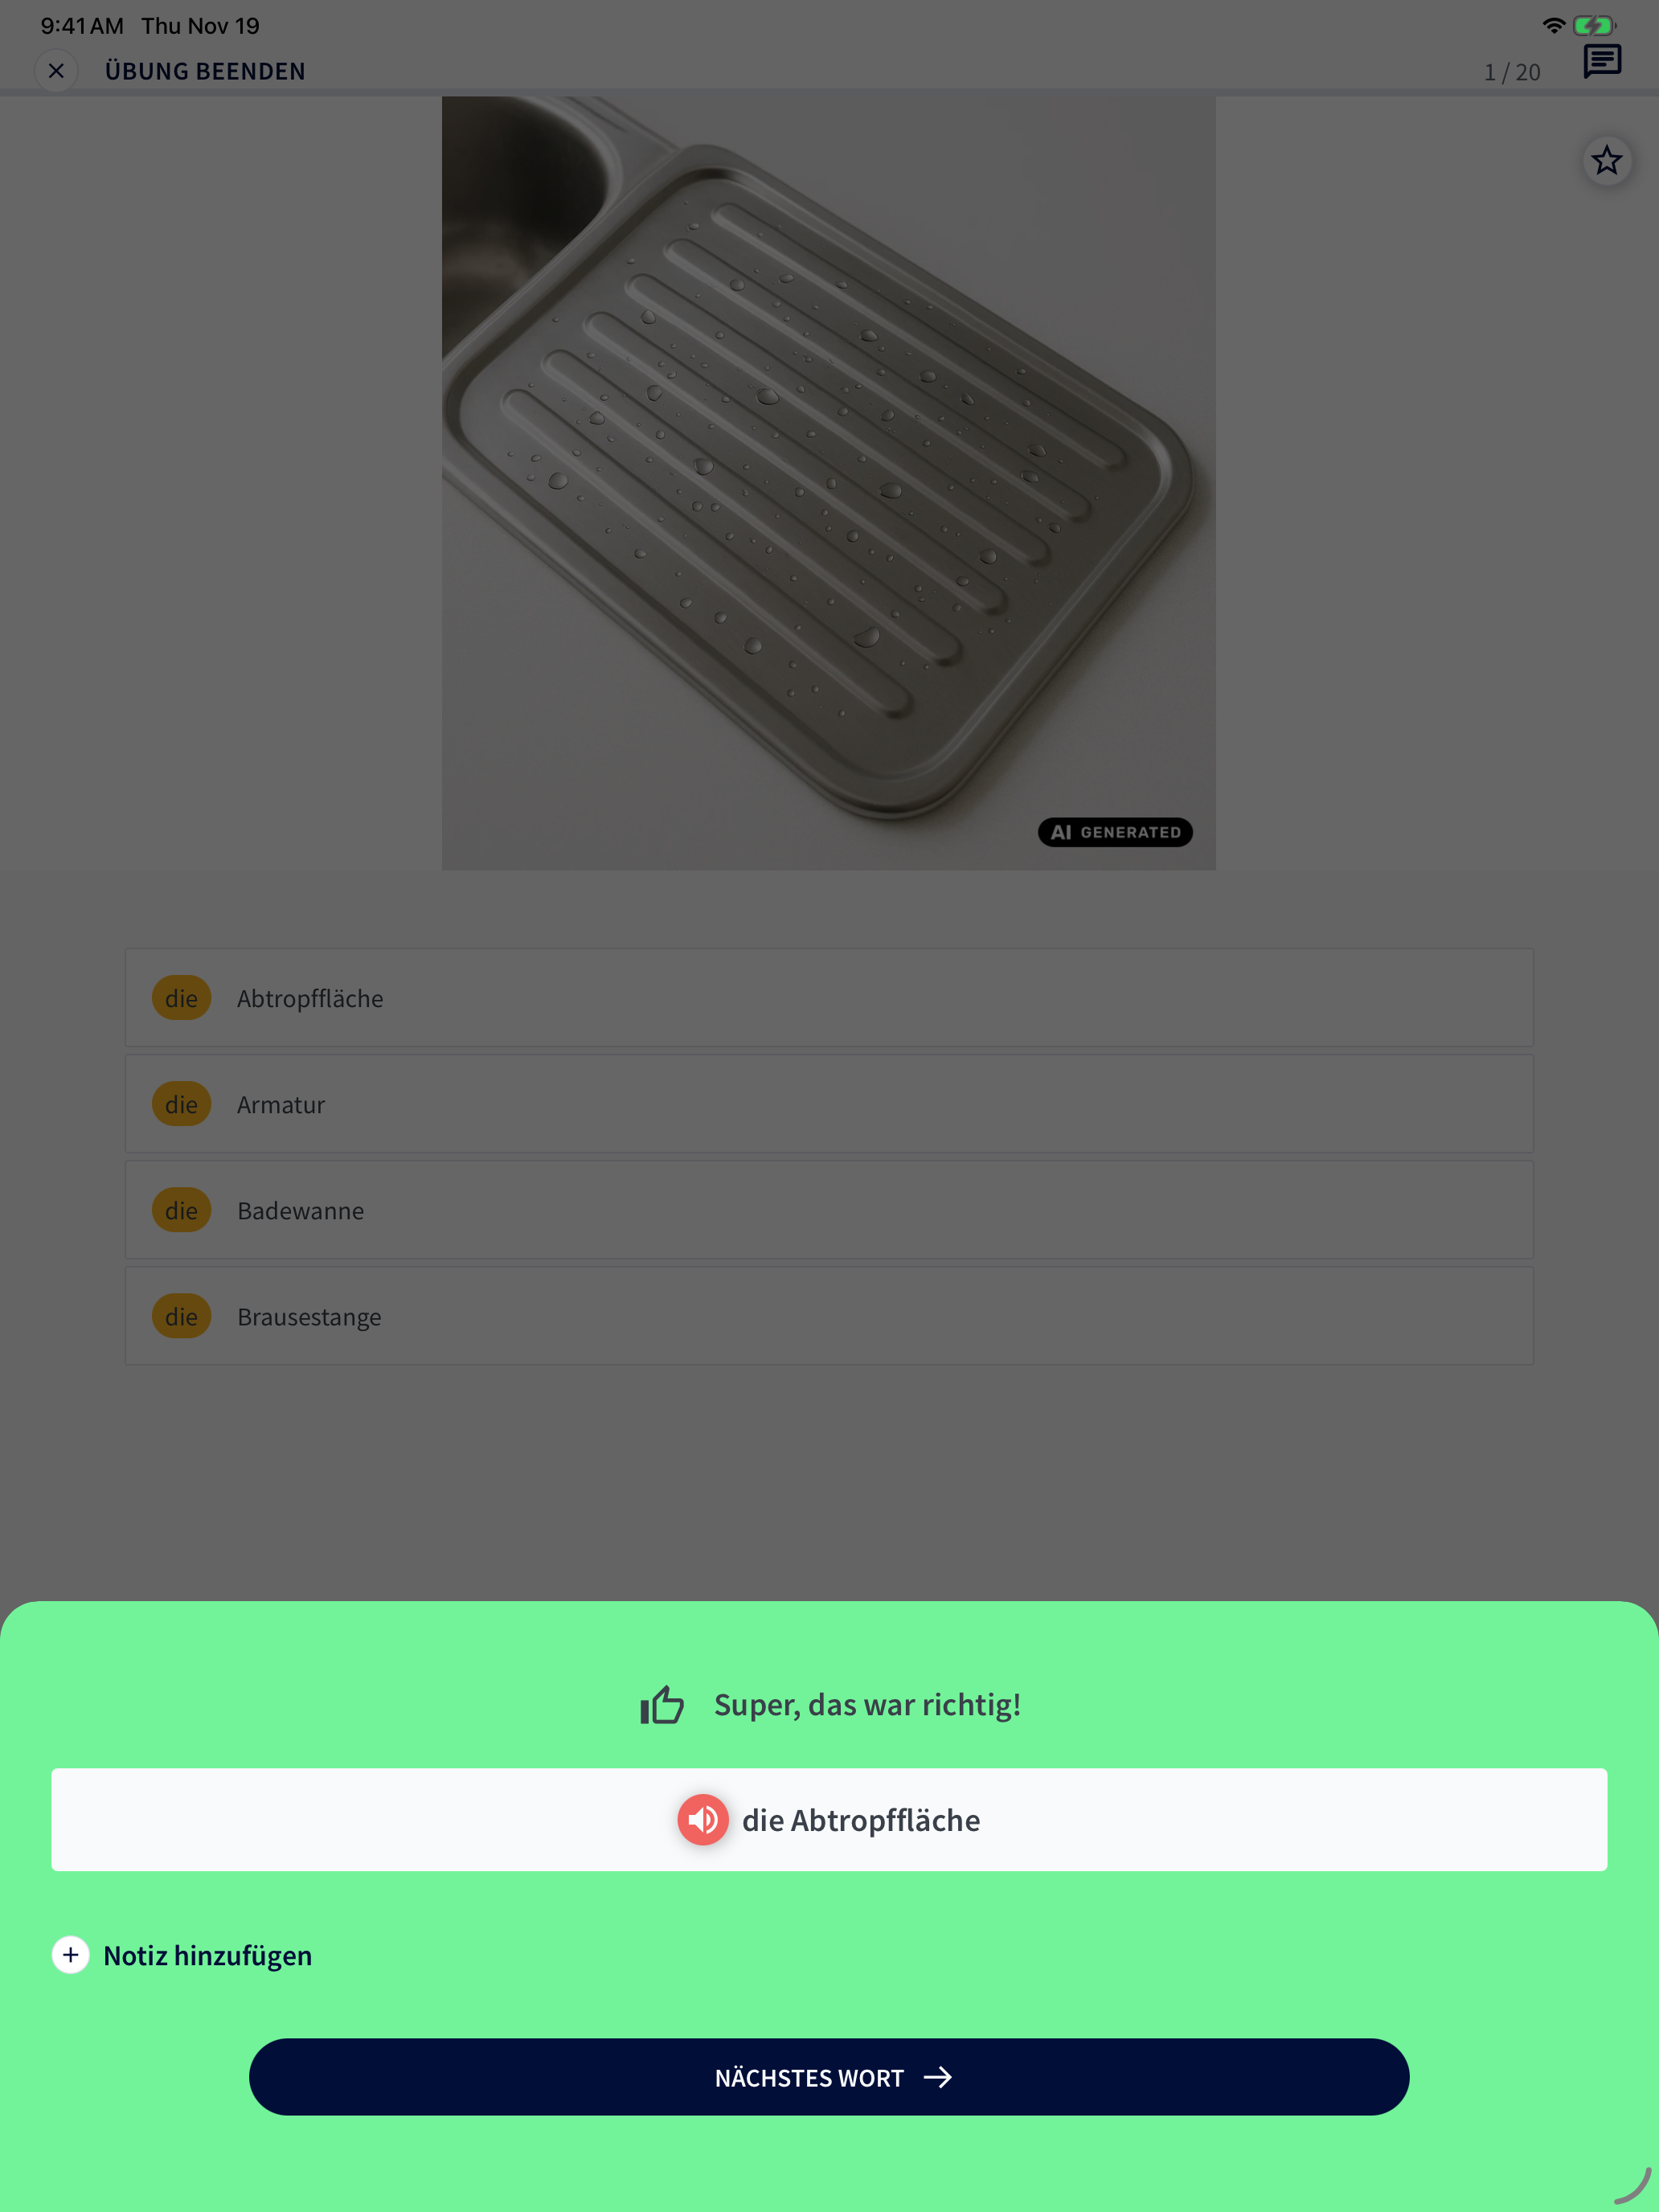 9:41 AM Thu Nov 19
ÜBUNG BEENDEN
1 / 20
AI GENERATED
die Abtropffläche
die Armatur
die Badewanne
die Brausestange
Super, das war richtig!
die Abtropffläche
Notiz hinzufügen
NÄCHSTES WORT